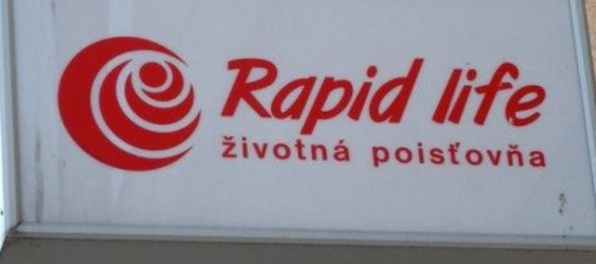 Rapid life
životná poisťovňa